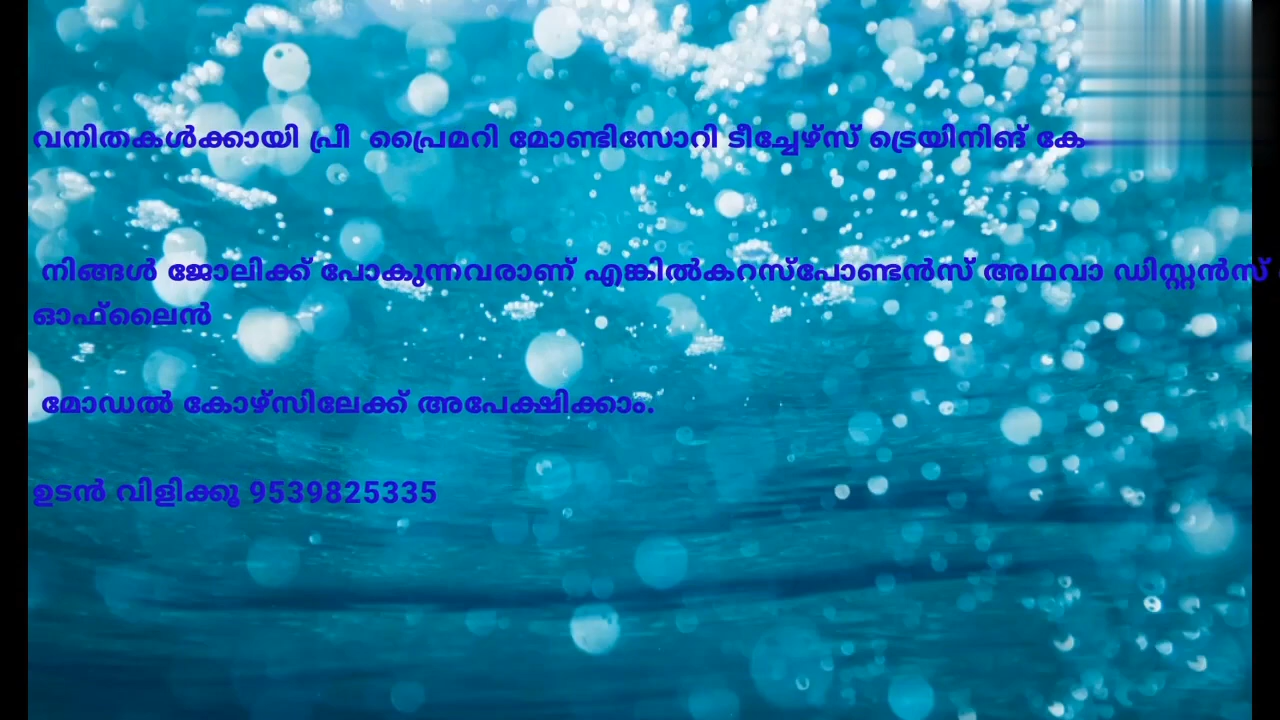 വനിതകൾക്കായി പ്രീ പ്രൈമറി മോണ്ടിസോറി ടീച്ചേഴ്സ് ട്രെയിനിങ് കേ
നിങ്ങൾ ജോലിക്ക് പോകുന്നവരാണ് എങ്കിൽകറസ്പോണ്ടൻസ് അഥവാ ഡിസ്റ്റൻസ്
ഓഫ്ലൈൻ
മോഡൽ കോഴ്സിലേക്ക് അപേക്ഷിക്കാം.
ഉടൻ വിളിക്കൂ 9539825335